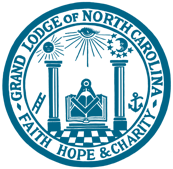 GRAND LODGE OF NORTH CAROLINA
FAITH HOPE & CHARITY